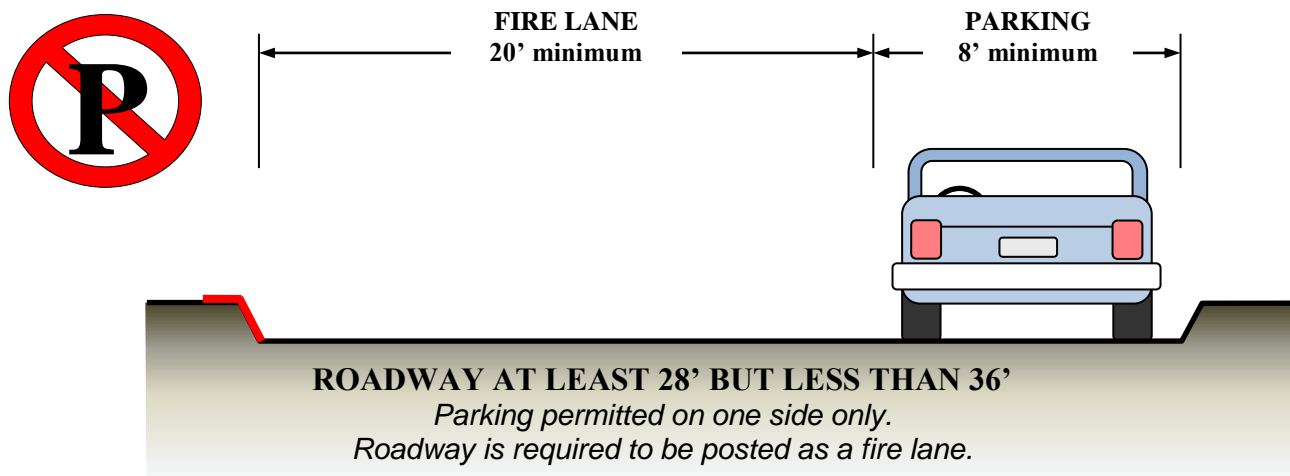 P
FIRE LANE
20’ minimum
PARKING
8’ minimum
ROADWAY AT LEAST 28’ BUT LESS THAN 36’
Parking permitted on one side only.
Roadway is required to be posted as a fire lane.